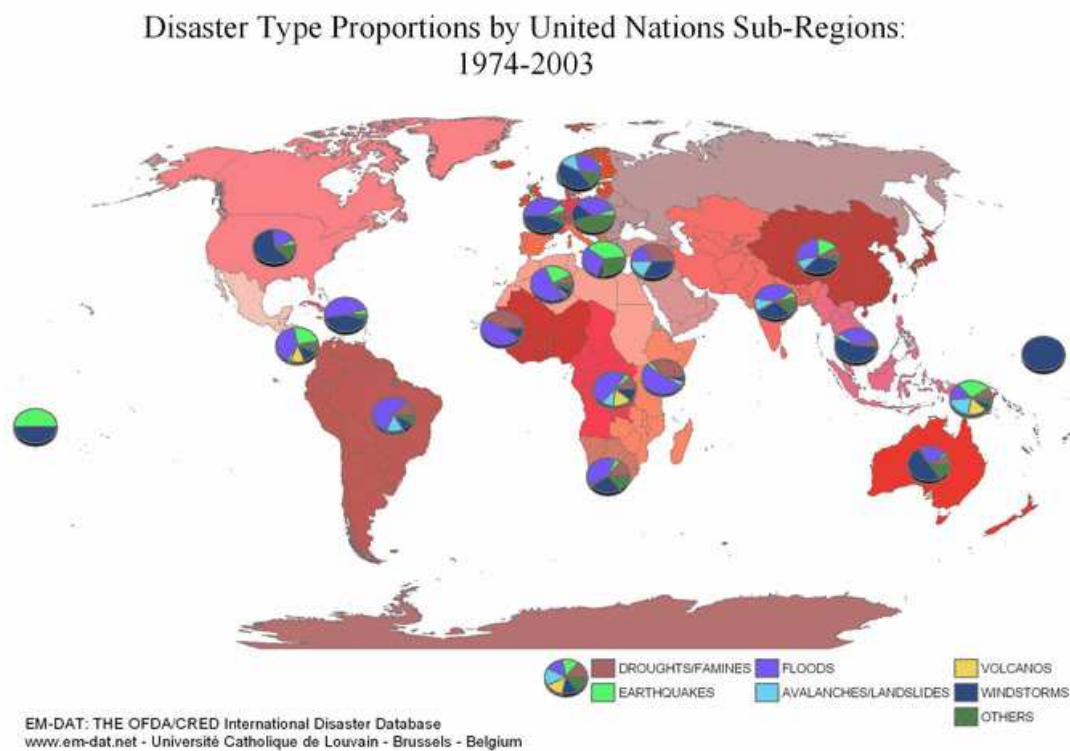 Disaster Type Proportions by United Nations Sub-Regions:
1974-2003
DROUGHTS/FAMINES
FLOODS
VOLCANOS
EARTHQUAKES
AVALANCHES/LANDSLIDES
WINDSTORMS
OTHERS
EM-DAT: THE OFDA/CRED International Disaster Database
www.em-dat.net - Université Catholique de Louvain - Brussels - Belgium